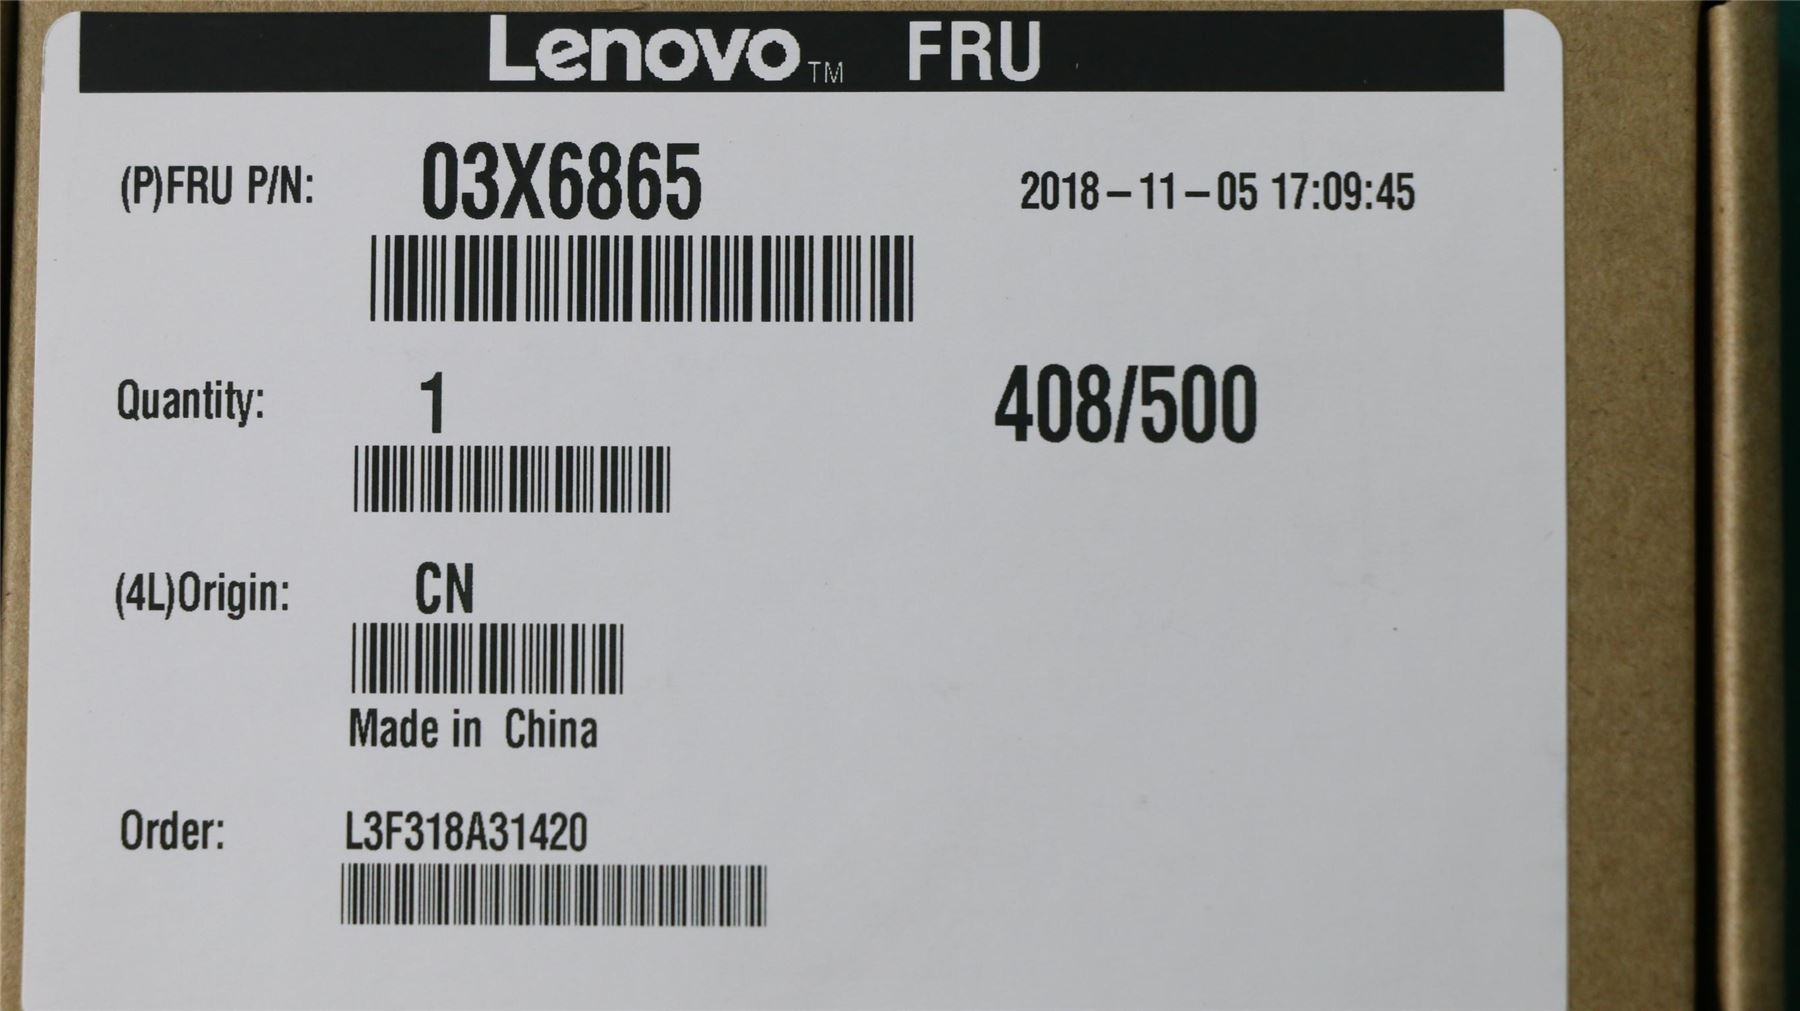 Lenovo™ FRU
(P)FRU P/N: 03X6865 2018-11-05 17:09:45
Quantity: 1 408/500
(4L)Origin: CN
Made in China
Order: L3F318A31420